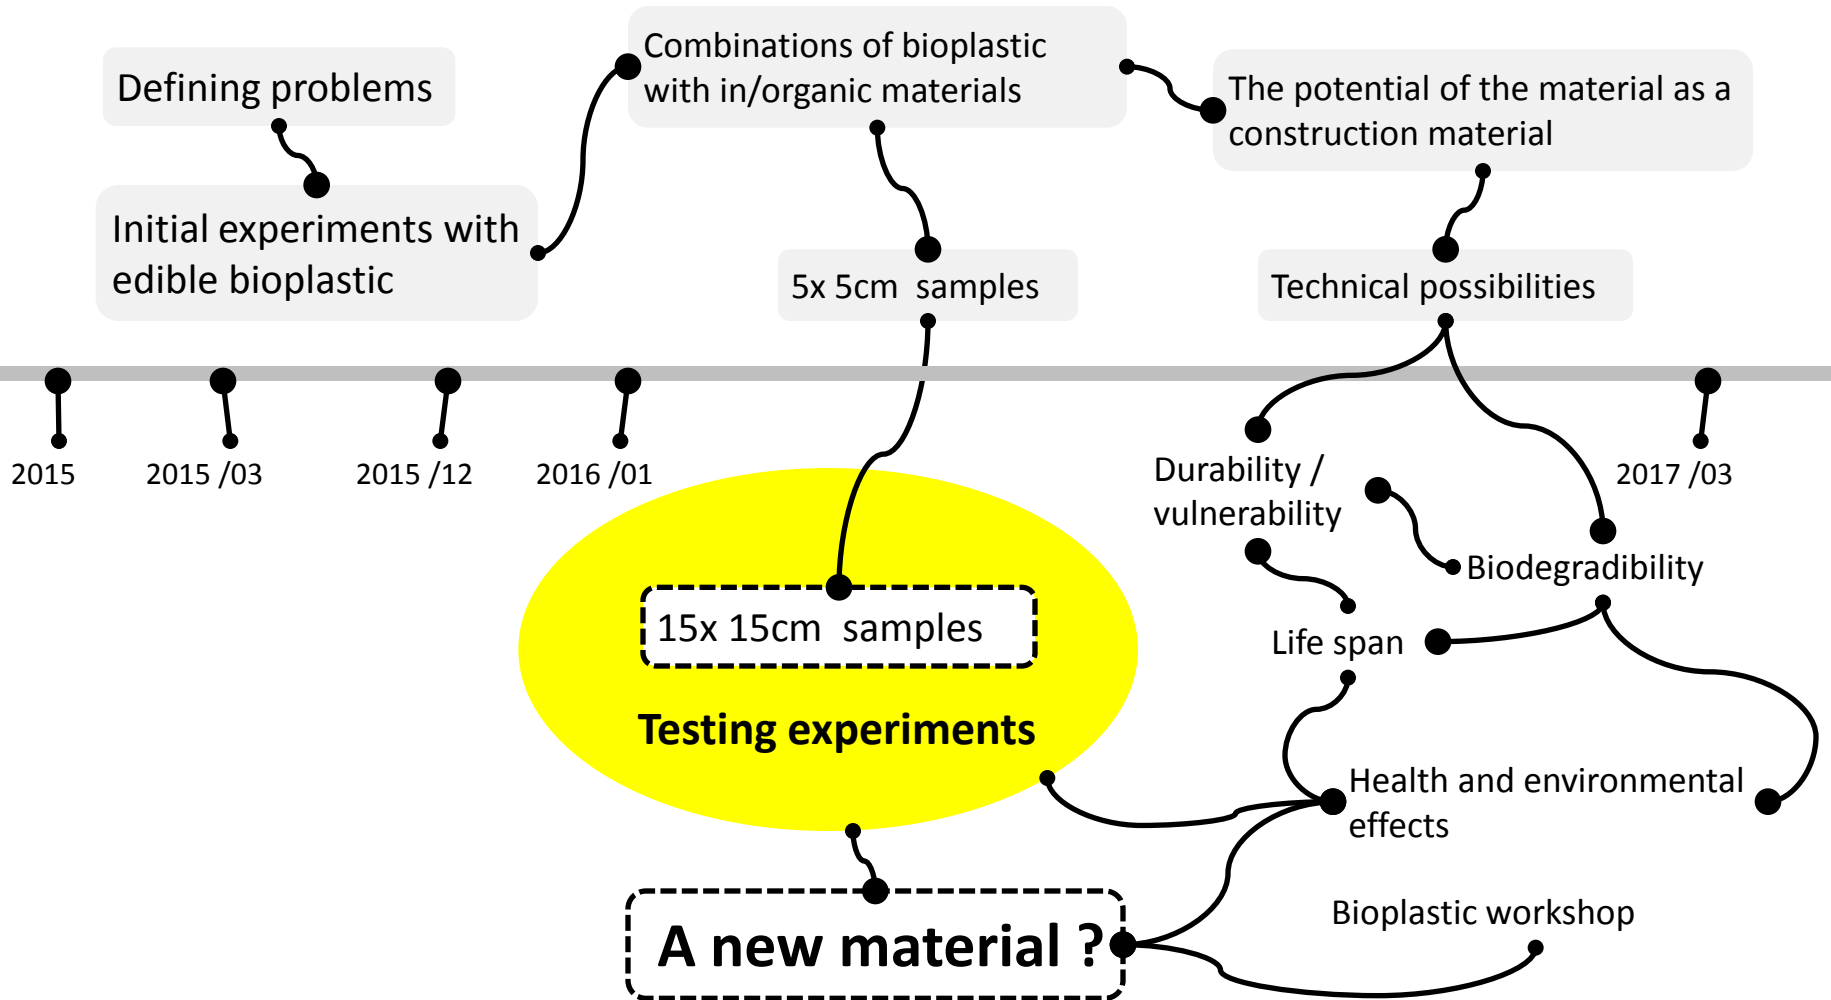 Defining problems
Initial experiments with
edible bioplastic
Combinations of bioplastic
with in/organic materials
The potential of the material as a
construction material
5x 5cm  samples
Technical possibilities
2015
2015 /03
2015 /12
2016 /01
2017 /03
Durability /
vulnerability
Biodegradibility
Life span
15x 15cm  samples
Testing experiments
Health and environmental
effects
Bioplastic workshop
A new material ?